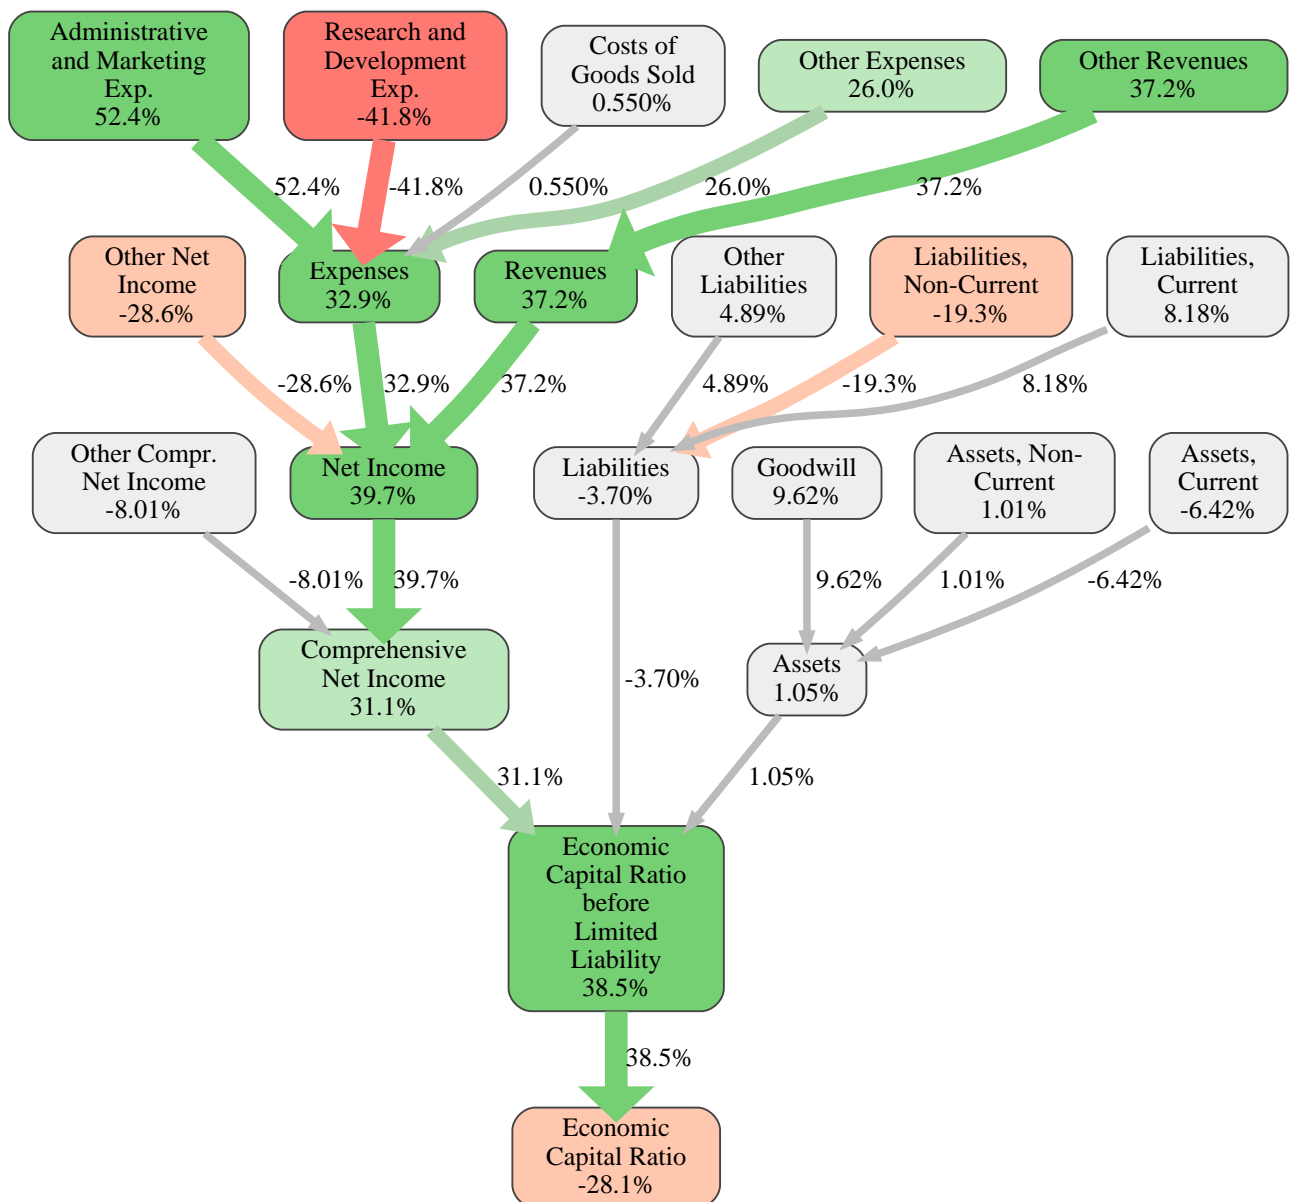 Administrative
and Marketing
Exp.
52.4%
Research and
Development
Exp.
-41.8%
Costs of
Goods Sold
0.550%
Other Expenses
26.0%
Other Revenues
37.2%
52.4%
-41.8%
0.550%
26.0%
37.2%
Other Net
Income
-28.6%
Expenses
32.9%
Revenues
37.2%
Other
Liabilities
4.89%
Liabilities,
Non-Current
-19.3%
Liabilities,
Current
8.18%
-28.6%
32.9%
37.2%
4.89%
-19.3%
8.18%
Other Compr.
Net Income
-8.01%
Net Income
39.7%
Liabilities
-3.70%
Goodwill
9.62%
Assets, Non-
Current
1.01%
Assets,
Current
-6.42%
-8.01%
39.7%
9.62%
1.01%
-6.42%
Comprehensive
Net Income
31.1%
-3.70%
Assets
1.05%
31.1%
1.05%
Economic
Capital Ratio
before
Limited
Liability
38.5%
38.5%
Economic
Capital Ratio
-28.1%